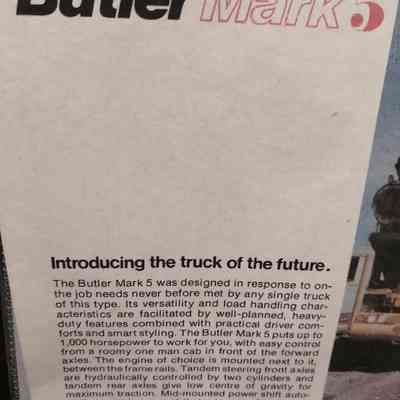 Butler Mark 5
Introducing the truck of the future.
The Butler Mark 5 was designed in response to on-
the job needs never before met by any single truck
of this type. Its versatility and load handling char-
acteristics are facilitated by well-planned, heavy-
duty features combined with practical driver com-
forts and smart styling. The Butler Mark 5 puts up to
1,000 horsepower to work for you, with easy control
from a roomy one man cab in front of the forward
axles. The engine of choice is mounted next to it,
between the frame rails. Tandem steering front axles
are hydraulically controlled by two cylinders and
tandem rear axles give low centre of gravity for
maximum traction. Mid-mounted power shift auto-